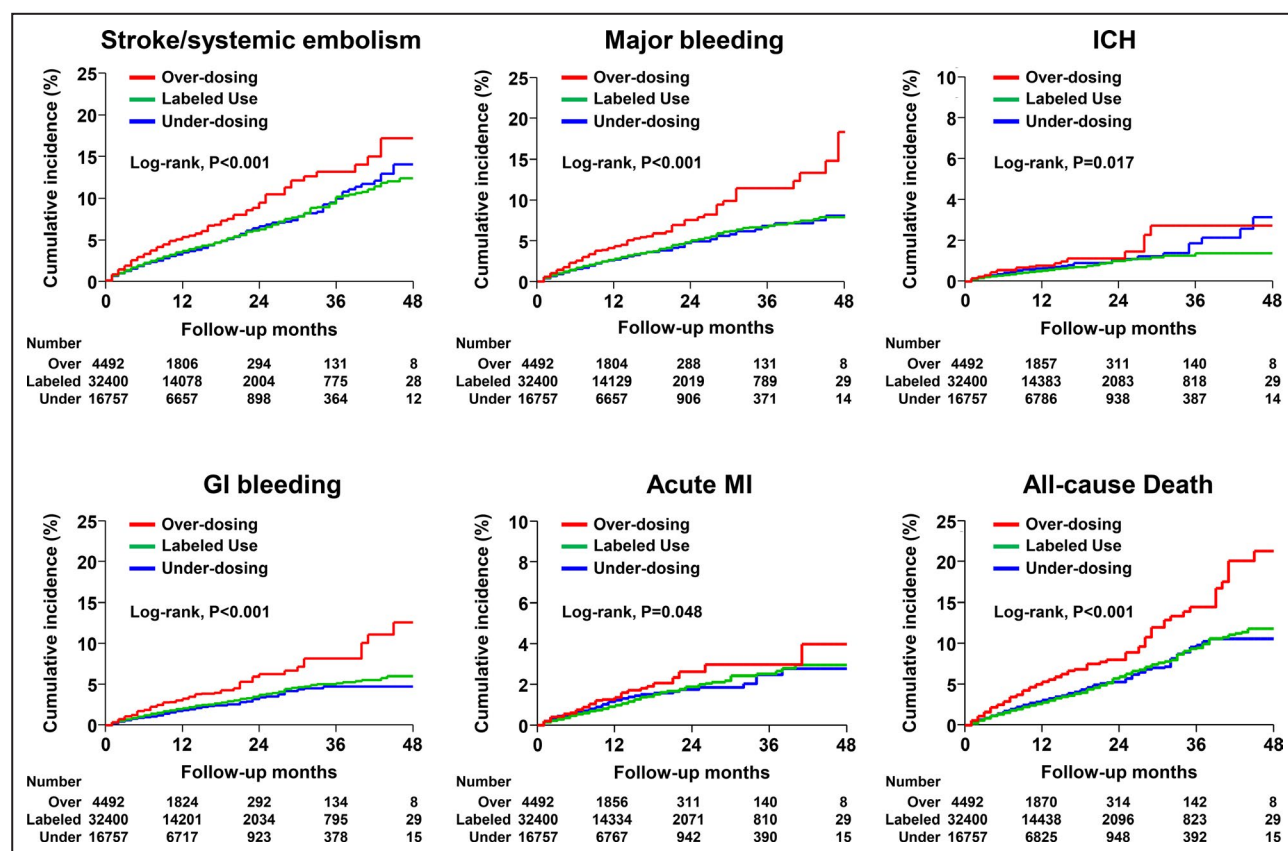 Stroke/systemic embolism
Cumulative incidence (%)
25
20
15
10
5
0
Over-dosing
Labeled Use
Under-dosing
Log-rank, P<0.001
0 12 24 36 48
Follow-up months
Number
Over 4492 1806 294 131 8
Labeled 32400 14078 2004 775 28
Under 16757 6657 898 364 12
Major bleeding
Cumulative incidence (%)
25
20
15
10
5
0
Over-dosing
Labeled Use
Under-dosing
Log-rank, P<0.001
0 12 24 36 48
Follow-up months
Number
Over 4492 1804 288 131 8
Labeled 32400 14129 2019 789 29
Under 16757 6657 906 371 14
ICH
Cumulative incidence (%)
10
8
6
4
2
0
Over-dosing
Labeled Use
Under-dosing
Log-rank, P=0.017
0 12 24 36 48
Follow-up months
Number
Over 4492 1857 311 140 8
Labeled 32400 14383 2083 818 29
Under 16757 6786 938 387 14
GI bleeding
Cumulative incidence (%)
25
20
15
10
5
0
Over-dosing
Labeled Use
Under-dosing
Log-rank, P<0.001
0 12 24 36 48
Follow-up months
Number
Over 4492 1824 292 134 8
Labeled 32400 14201 2034 795 29
Under 16757 6717 923 378 15
Acute MI
Cumulative incidence (%)
10
8
6
4
2
0
Over-dosing
Labeled Use
Under-dosing
Log-rank, P=0.048
0 12 24 36 48
Follow-up months
Number
Over 4492 1856 311 140 8
Labeled 32400 14334 2071 810 29
Under 16757 6767 942 390 15
All-cause Death
Cumulative incidence (%)
25
20
15
10
5
0
Over-dosing
Labeled Use
Under-dosing
Log-rank, P<0.001
0 12 24 36 48
Follow-up months
Number
Over 4492 1870 314 142 8
Labeled 32400 14438 2096 823 29
Under 16757 6825 948 392 15